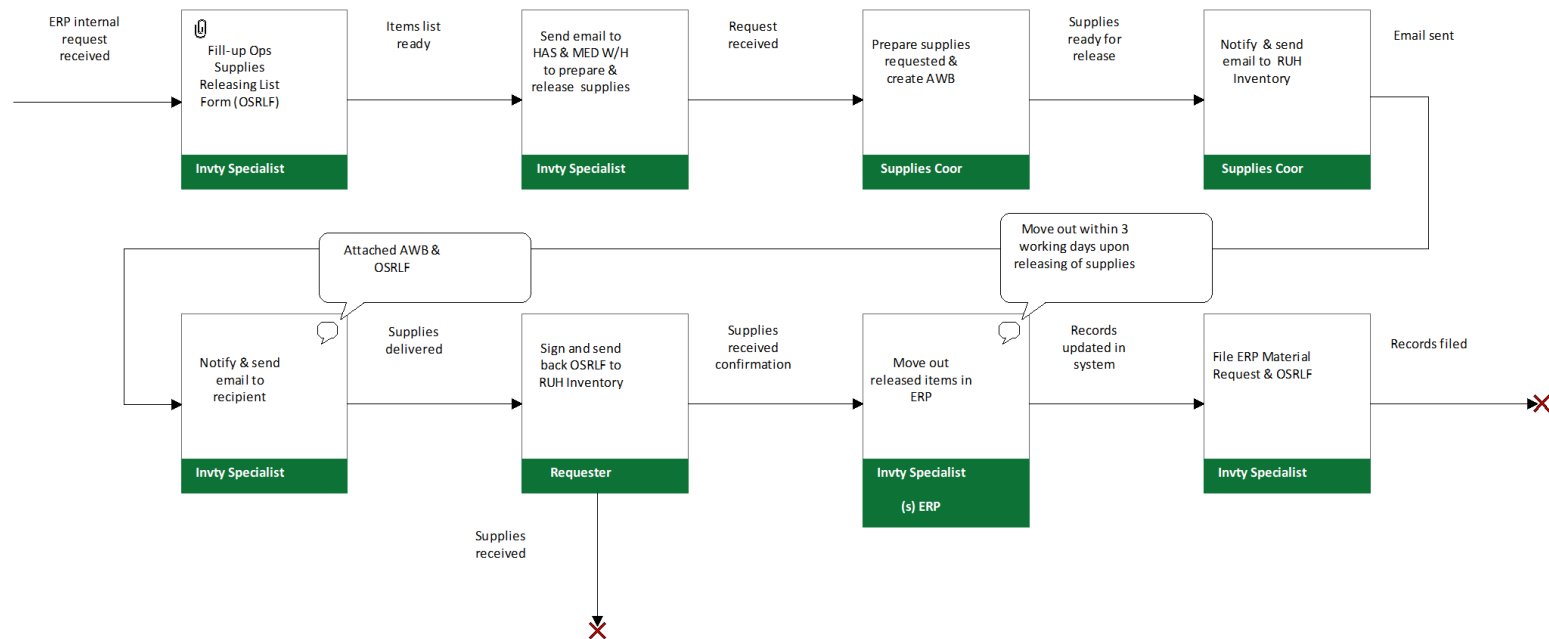 ERP internal
request
received
Fill-up Ops
Supplies
Releasing List
Form (OSRLF)
Invty Specialist
Items list
ready
Send email to
HAS & MED W/H
to prepare &
release supplies
Invty Specialist
Request
received
Prepare supplies
requested &
create AWB
Supplies Coor
Supplies
ready for
release
Notify & send
email to RUH
Inventory
Supplies Coor
Email sent
Attached AWB &
OSRLF
Move out within 3
working days upon
releasing of supplies
Notify & send
email to
recipient
Invty Specialist
Supplies
delivered
Sign and send
back OSRLF to
RUH Inventory
Requester
Supplies
received
confirmation
Move out
released items in
ERP
Invty Specialist
(s) ERP
Records
updated in
system
File ERP Material
Request & OSRLF
Invty Specialist
Records filed
Supplies
received